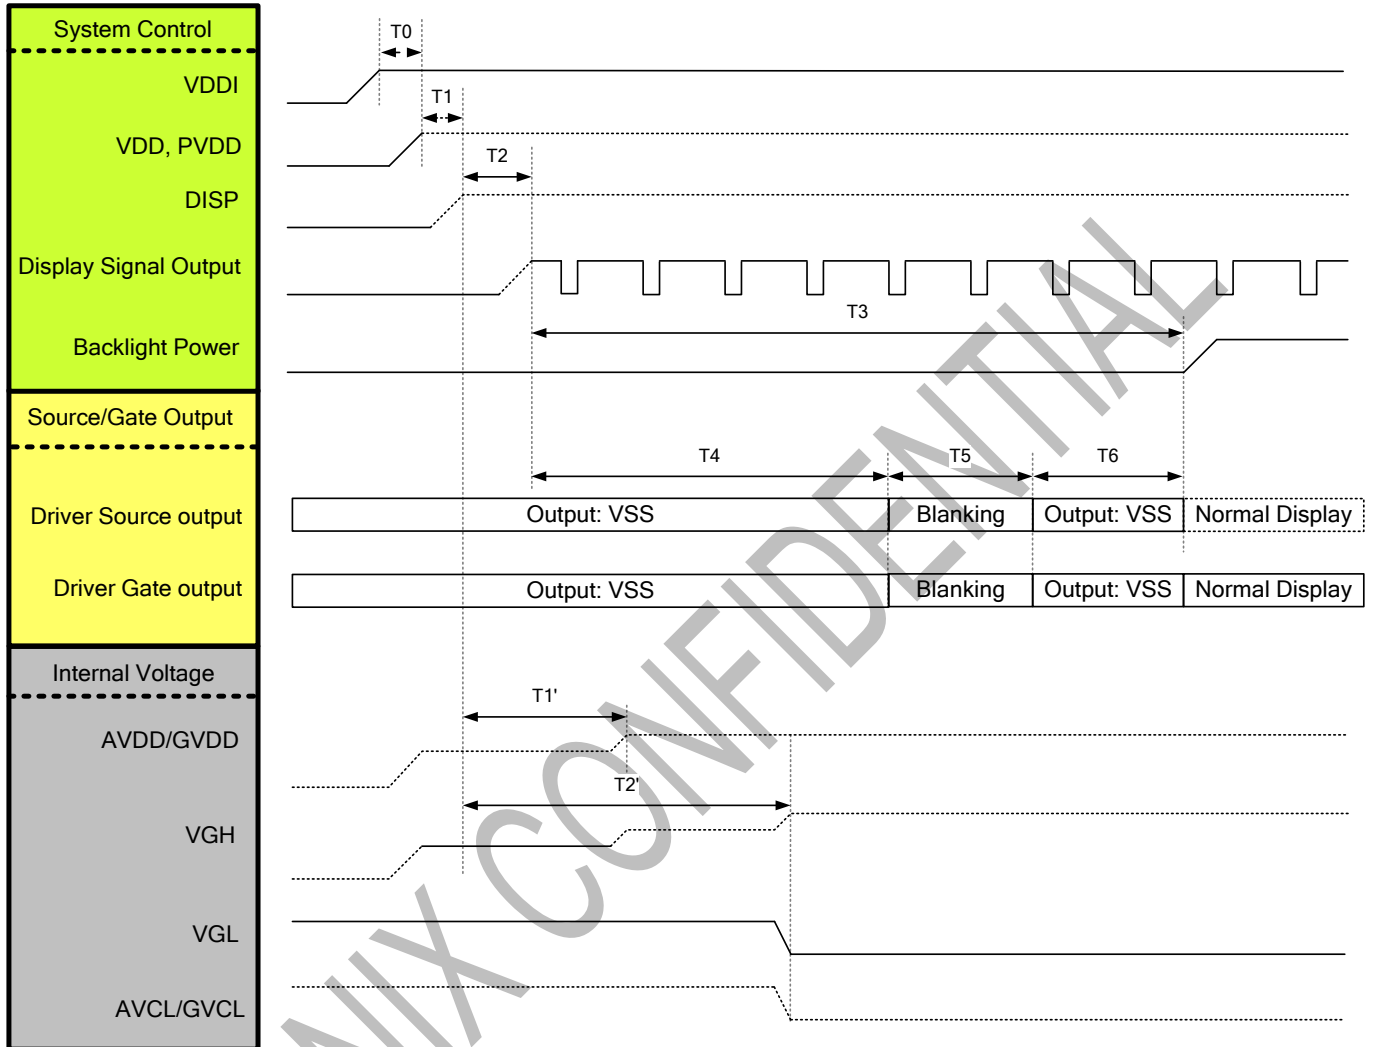 System Control
T0
VDDI
T1
VDD, PVDD
T2
DISP
Display Signal Output
T3
Backlight Power
Source/Gate Output
T4
T5
T6
Driver Source output
Output: VSS
Blanking
Output: VSS
Normal Display
Driver Gate output
Output: VSS
Blanking
Output: VSS
Normal Display
Internal Voltage
T1'
AVDD/GVDD
T2'
VGH
VGL
AVCL/GVCL
NIX CONFIDENTIAL